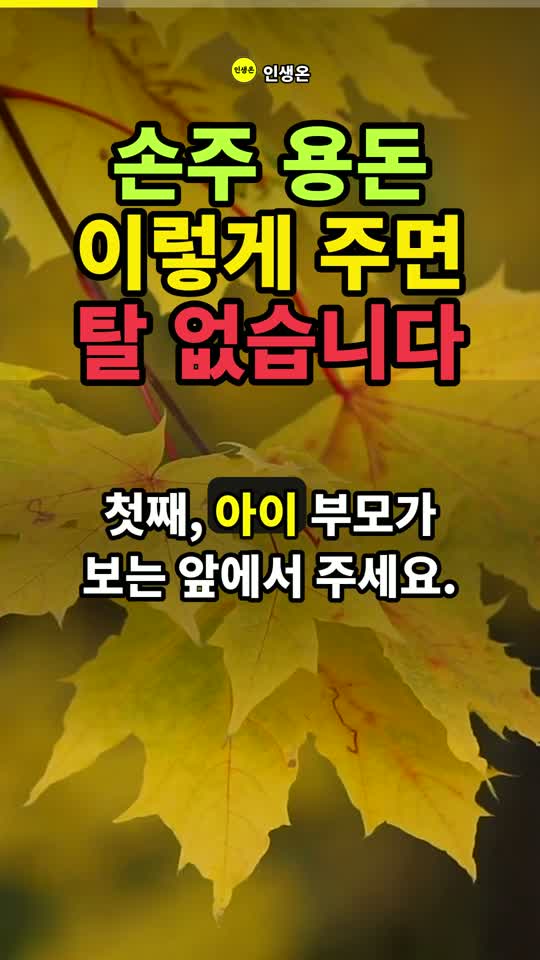 인생온 인생온
손주 용돈
이렇게 주면
탈 없습니다
첫째, 아이 부모가
보는 앞에서 주세요.